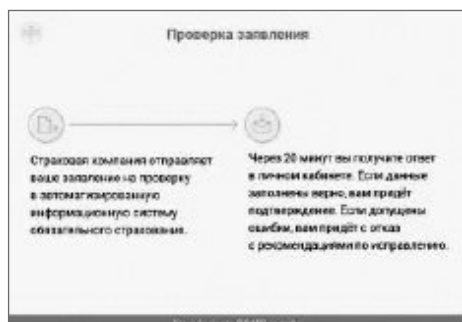 Проверка заявления
Страховая компания отправляет
ваше заявление на проверку
в автоматизированную
информационную систему
обязательного страхования.
Через 20 минут вы получите ответ
в личном кабинете. Если данные
заполнены верно, вам придёт
подтверждение. Если допущены
ошибки, вам придёт с отказ
с рекомендациями по исправлению.